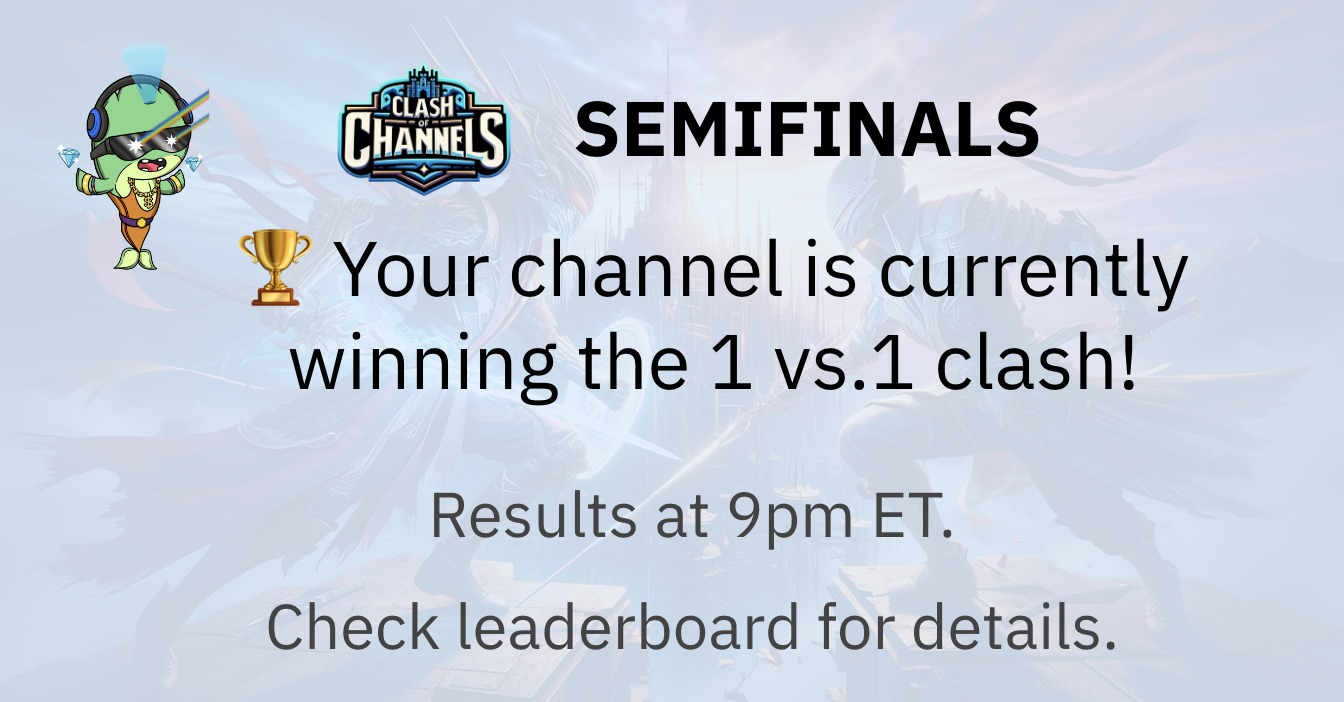 CLASH
OF
CHANNELS
SEMIFINALS
🏆 Your channel is currently
winning the 1 vs.1 clash!
Results at 9pm ET.
Check leaderboard for details.